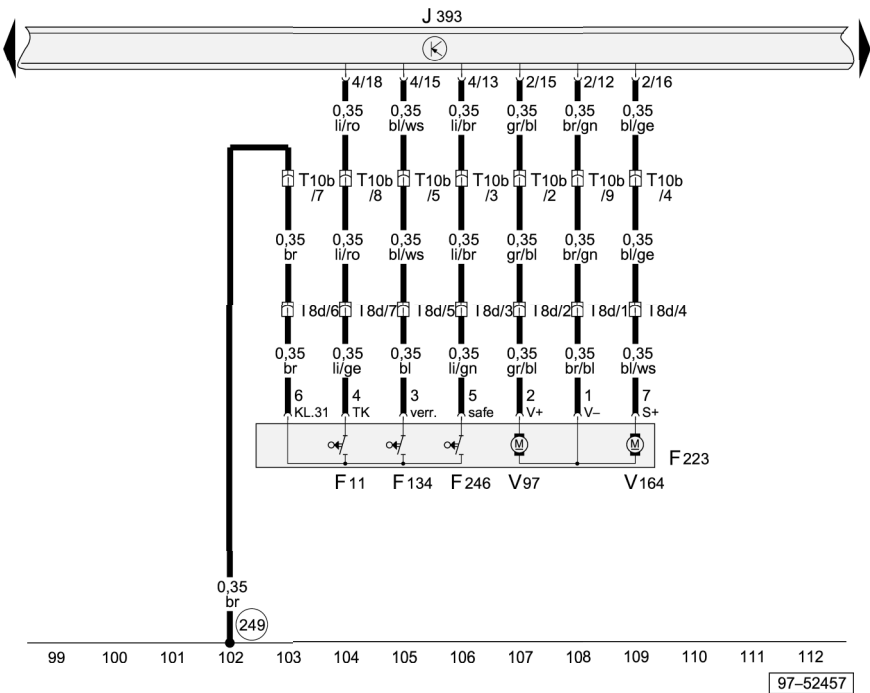 J 393
4/18 4/15 4/13 2/15 2/12 2/16
0,35 0,35 0,35 0,35 0,35 0,35
li/ro bl/ws li/br gr/bl br/gn bl/ge
T10b T10b T10b T10b T10b T10b T10b
/7 /8 /5 /3 /2 /9 /4
0,35 0,35 0,35 0,35 0,35 0,35 0,35
br li/ro bl/ws li/br gr/bl br/gn bl/ge
I 8d/6 I 8d/7 I 8d/5 I 8d/3 I 8d/2 I 8d/1 I 8d/4
0,35 0,35 0,35 0,35 0,35 0,35 0,35
br li/ge bl li/gn gr/bl br/bl bl/ws
6 4 3 5 2 1 7
KL.31 TK verr. safe V+ V– S+
M M
F 223
F 11 F 134 F 246 V 97 V 164
0,35
br
249
99 100 101 102 103 104 105 106 107 108 109 110 111 112
97–52457